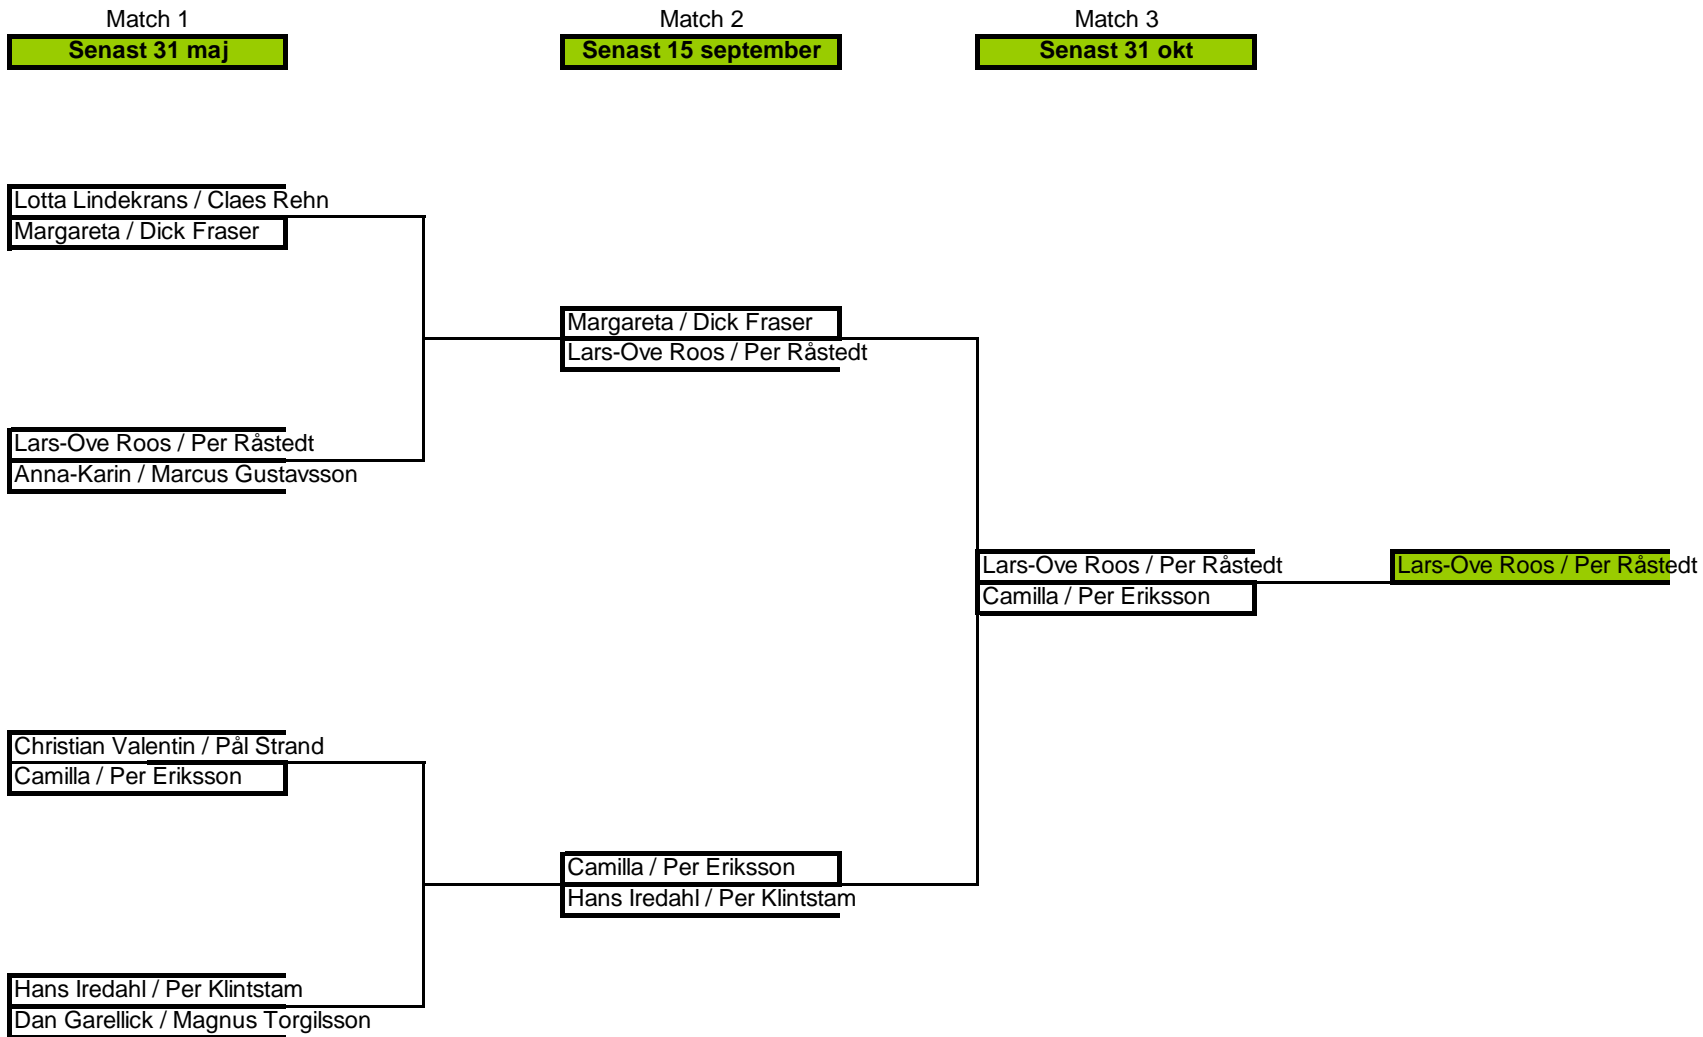 Match 1
Match 2
Match 3
Senast 31 maj
Senast 15 september
Senast 31 okt
Lotta Lindekrans / Claes Rehn
Margareta / Dick Fraser
Margareta / Dick Fraser
Lars-Ove Roos / Per Råstedt
Lars-Ove Roos / Per Råstedt
Anna-Karin / Marcus Gustavsson
Lars-Ove Roos / Per Råstedt
Camilla / Per Eriksson
Lars-Ove Roos / Per Råstedt
Christian Valentin / Pål Strand
Camilla / Per Eriksson
Camilla / Per Eriksson
Hans Iredahl / Per Klintstam
Hans Iredahl / Per Klintstam
Dan Garellick / Magnus Torgilsson